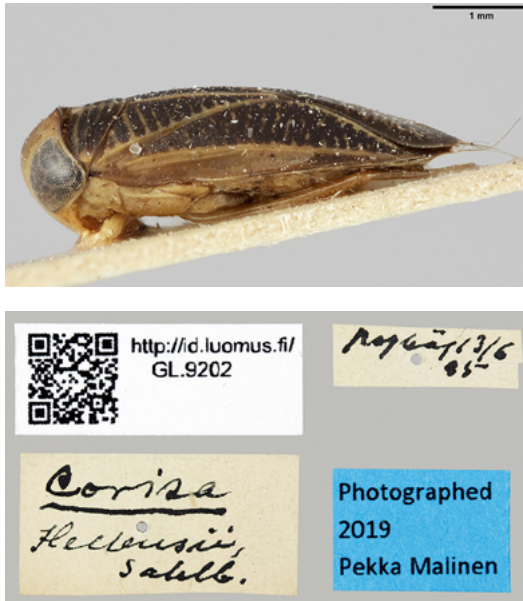 1 mm
http://id.luomus.fi/
GL.9202
13/6
85
Corisa
Hellensii,
Sahlb.
Photographed
2019
Pekka Malinen